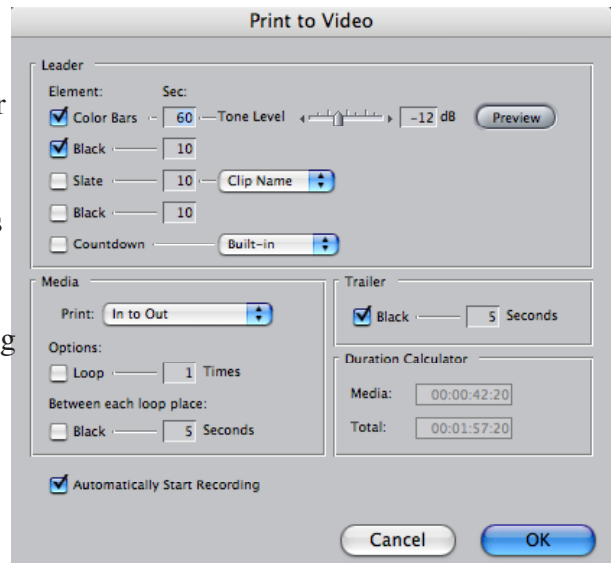 Print to Video
Leader
Element: Sec:
Color Bars 60 Tone Level -12 dB Preview
Black 10
Slate 10 Clip Name
Black 10
Countdown Built-in
Media
Print: In to Out
Options:
Loop 1 Times
Between each loop place:
Black 5 Seconds
Trailer
Black 5 Seconds
Duration Calculator
Media: 00:00:42:20
Total: 00:01:57:20
Automatically Start Recording
Cancel OK